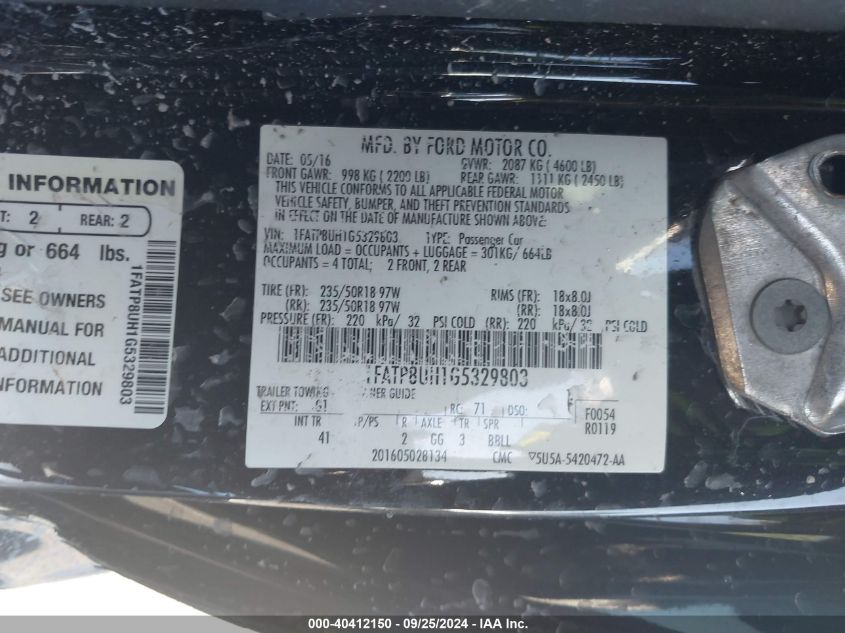 INFORMATION
T: 2 REAR: 2
g or 664 lbs.
SEE OWNERS
MANUAL FOR
ADDITIONAL
1FATP8UH1G5329803
MFD. BY FORD MOTOR CO.
DATE: 05/16 GVWR: 2087 KG ( 4600 LB)
FRONT GAWR: 998 KG ( 2200 LB) REAR GAWR: 1111 KG ( 2450 LB)
THIS VEHICLE CONFORMS TO ALL APPLICABLE FEDERAL MOTOR
VEHICLE SAFETY, BUMPER, AND THEFT PREVENTION STANDARDS
IN EFFECT ON THE DATE OF MANUFACTURE SHOWN ABOVE.
VIN: 1FATP8UH1G5329803 TYPE: Passenger Car
MAXIMUM LOAD = OCCUPANTS + LUGGAGE = 301KG/ 664LB
OCCUPANTS = 4 TOTAL; 2 FRONT, 2 REAR
TIRE (FR): 235/50R18 97W RIMS (FR): 18x8.0J
(RR): 235/50R18 97W (RR): 18x8.0J
PRESSURE (FR): 220 kPa/ 32 PSI COLD (RR): 220 kPa/ 32 PSI COLD
1FATP8UH1G5329803
TRAILER TOWING - NER GUIDE
EXT PNT: G1 RC: 71 DSO: F0054
INT TR P/PS R AXLE TR SPR R0119
41 2 GG 3 BBLL
201605028134 CMC 5U5A-5420472-AA
000-40412150 - 09/25/2024 - IAA Inc.